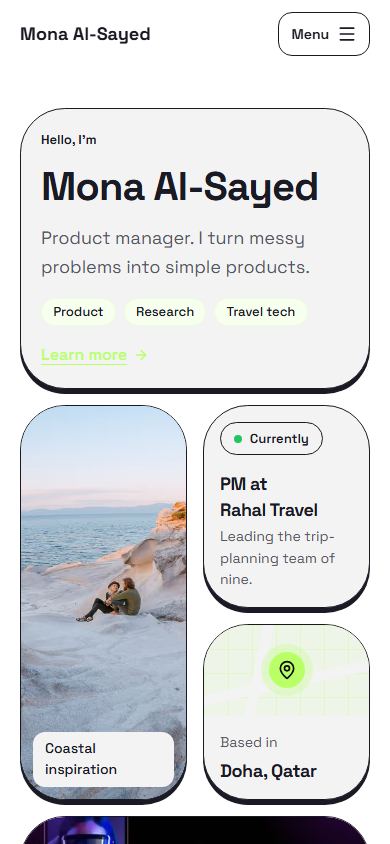 Mona Al-Sayed
Menu
Hello, I'm
Mona Al-Sayed
Product manager. I turn messy
problems into simple products.
Product
Research
Travel tech
Learn more →
Coastal
inspiration
Currently
PM at
Rahal Travel
Leading the trip-
planning team of
nine.
Based in
Doha, Qatar